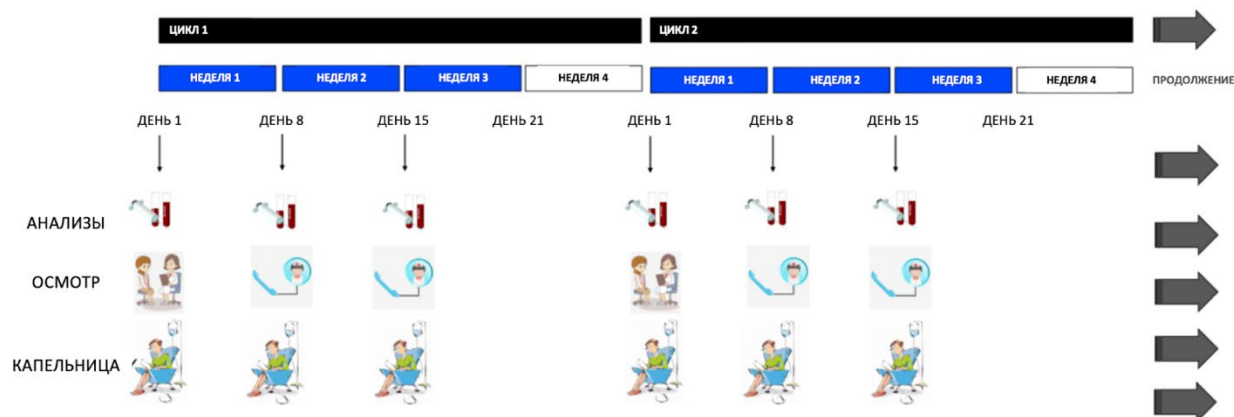 ЦИКЛ 1 ЦИКЛ 2
НЕДЕЛЯ 1 НЕДЕЛЯ 2 НЕДЕЛЯ 3 НЕДЕЛЯ 4 НЕДЕЛЯ 1 НЕДЕЛЯ 2 НЕДЕЛЯ 3 НЕДЕЛЯ 4 ПРОДОЛЖЕНИЕ
ДЕНЬ 1 ДЕНЬ 8 ДЕНЬ 15 ДЕНЬ 21 ДЕНЬ 1 ДЕНЬ 8 ДЕНЬ 15 ДЕНЬ 21
АНАЛИЗЫ
ОСМОТР
КАПЕЛЬНИЦА